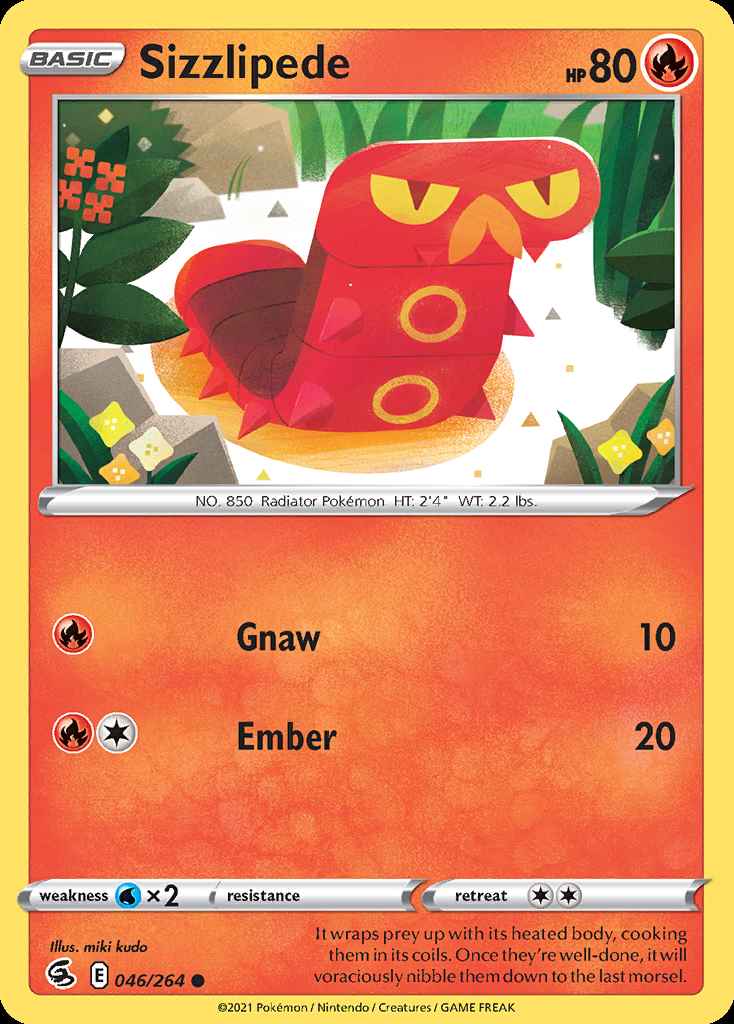 BASIC Sizzlipede HP 80
NO. 850 Radiator Pokémon HT: 2'4" WT: 2.2 lbs.
Gnaw 10
Ember 20
weakness ×2 resistance retreat
Illus. miki kudo
It wraps prey up with its heated body, cooking
them in its coils. Once they're well-done, it will
voraciously nibble them down to the last morsel.
E 046/264
©2021 Pokémon / Nintendo / Creatures / GAME FREAK